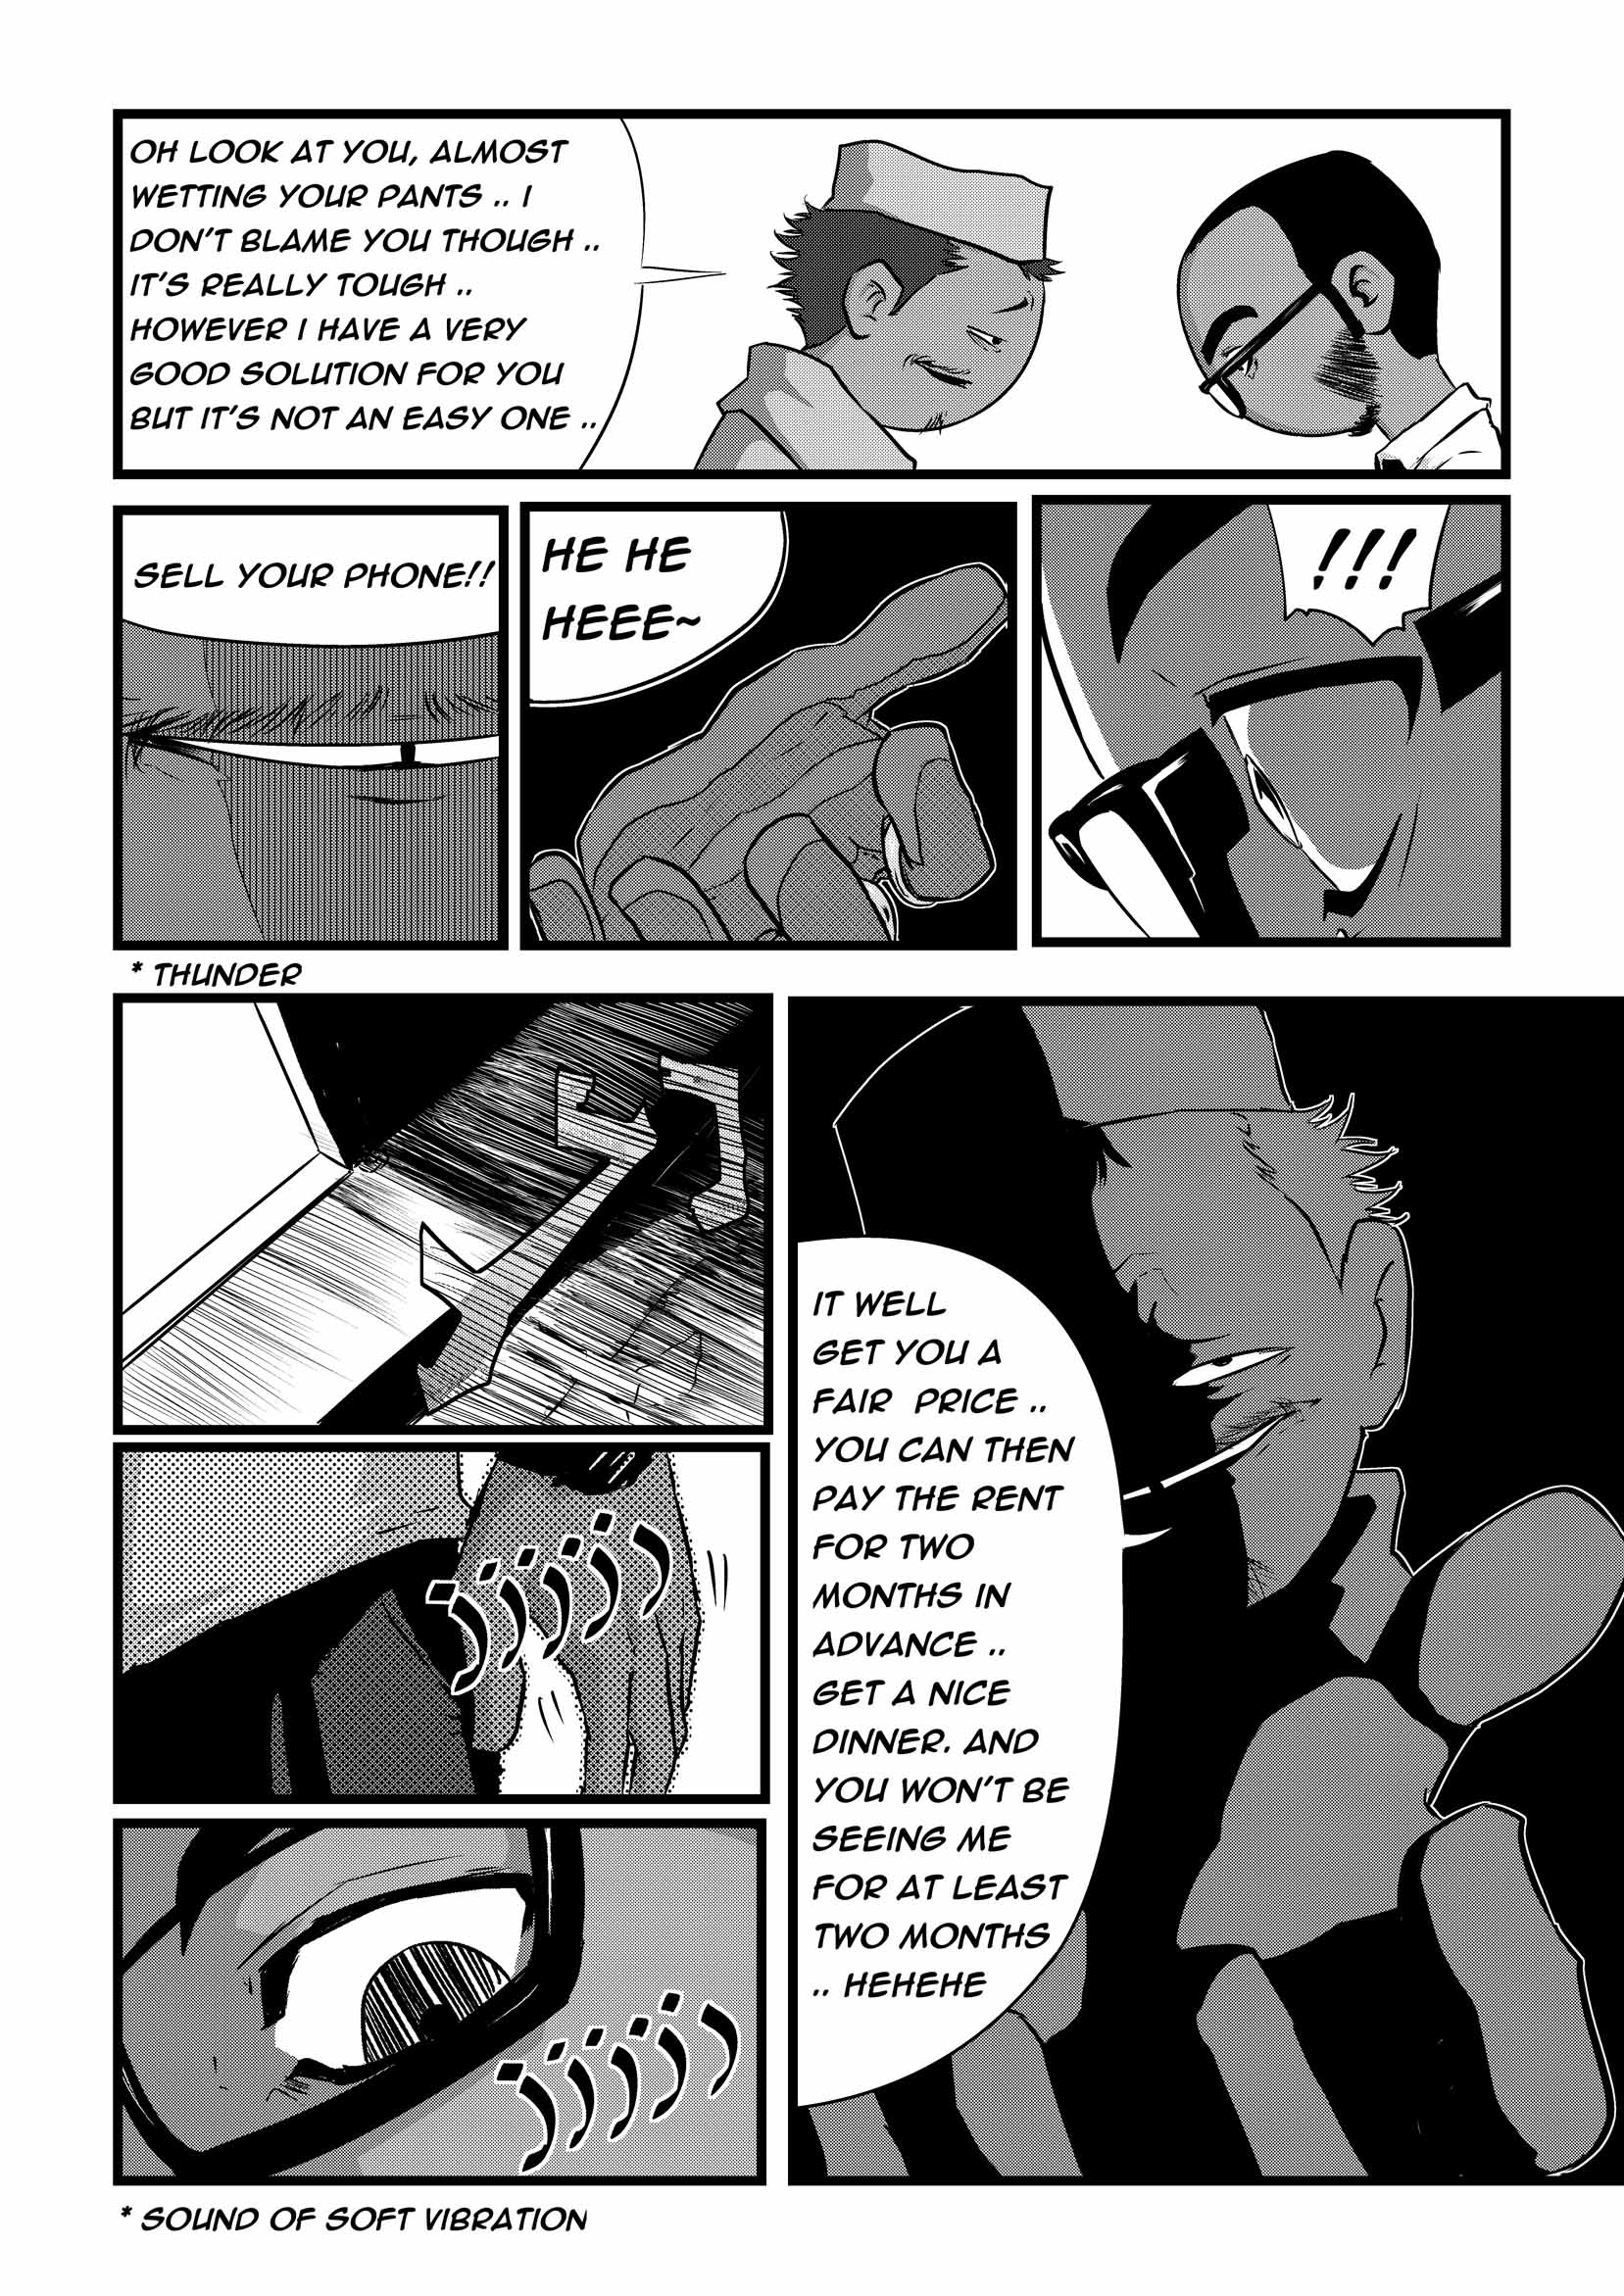 OH LOOK AT YOU, ALMOST
WETTING YOUR PANTS .. I
DON'T BLAME YOU THOUGH ..
IT'S REALLY TOUGH ..
HOWEVER I HAVE A VERY
GOOD SOLUTION FOR YOU
BUT IT'S NOT AN EASY ONE ..
SELL YOUR PHONE!!
HE HE
HEEE~
!!!
* THUNDER
IT WELL
GET YOU A
FAIR PRICE ..
YOU CAN THEN
PAY THE RENT
FOR TWO
MONTHS IN
ADVANCE ..
GET A NICE
DINNER. AND
YOU WON'T BE
SEEING ME
FOR AT LEAST
TWO MONTHS
.. HEHEHE
رزززز
رزززز
* SOUND OF SOFT VIBRATION